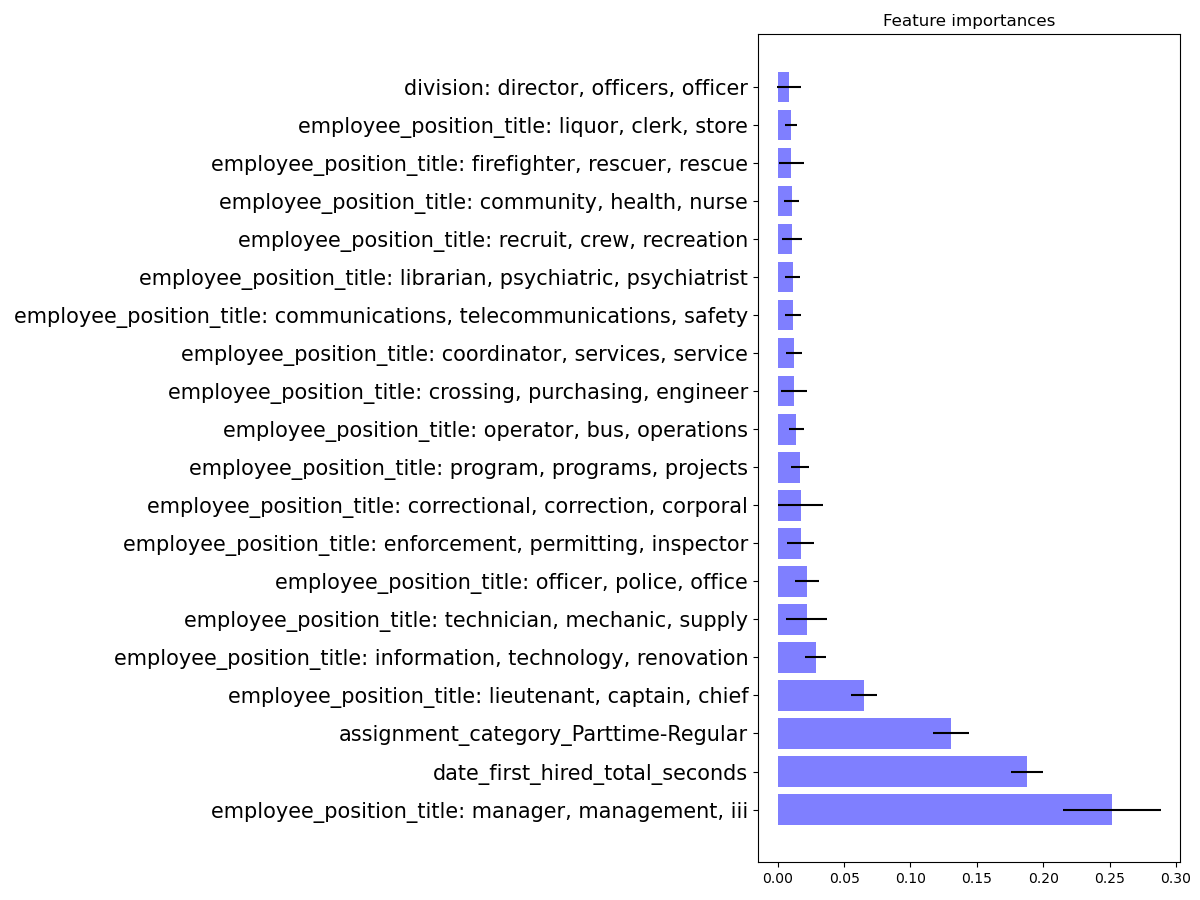 Feature importances
division: director, officers, officer
employee_position_title: liquor, clerk, store
employee_position_title: firefighter, rescuer, rescue
employee_position_title: community, health, nurse
employee_position_title: recruit, crew, recreation
employee_position_title: librarian, psychiatric, psychiatrist
employee_position_title: communications, telecommunications, safety
employee_position_title: coordinator, services, service
employee_position_title: crossing, purchasing, engineer
employee_position_title: operator, bus, operations
employee_position_title: program, programs, projects
employee_position_title: correctional, correction, corporal
employee_position_title: enforcement, permitting, inspector
employee_position_title: officer, police, office
employee_position_title: technician, mechanic, supply
employee_position_title: information, technology, renovation
employee_position_title: lieutenant, captain, chief
assignment_category_Parttime-Regular
date_first_hired_total_seconds
employee_position_title: manager, management, iii
0.00 0.05 0.10 0.15 0.20 0.25 0.30